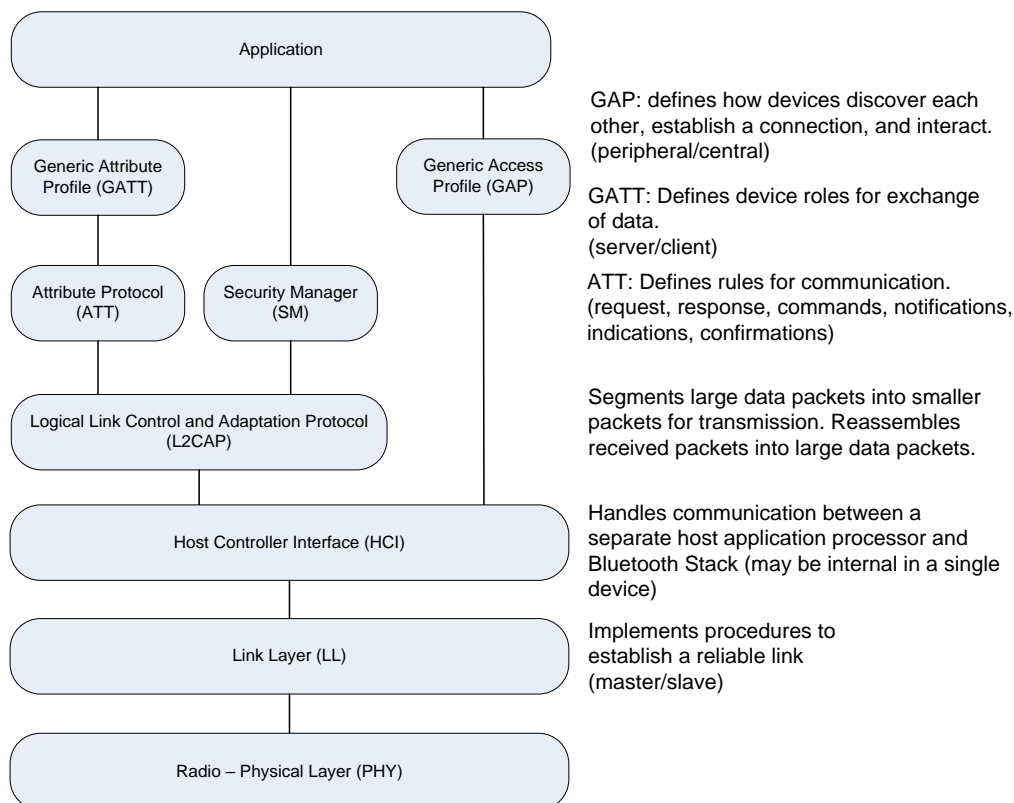 Application
GAP: defines how devices discover each
other, establish a connection, and interact.
(peripheral/central)
Generic Attribute
Profile (GATT)
Generic Access
Profile (GAP)
GATT: Defines device roles for exchange
of data.
(server/client)
Attribute Protocol
(ATT)
Security Manager
(SM)
ATT: Defines rules for communication.
(request, response, commands, notifications,
indications, confirmations)
Logical Link Control and Adaptation Protocol
(L2CAP)
Segments large data packets into smaller
packets for transmission. Reassembles
received packets into large data packets.
Host Controller Interface (HCI)
Handles communication between a
separate host application processor and
Bluetooth Stack (may be internal in a single
device)
Link Layer (LL)
Implements procedures to
establish a reliable link
(master/slave)
Radio – Physical Layer (PHY)